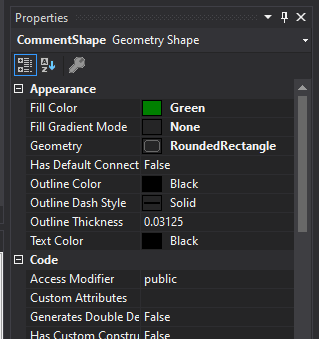 Properties
CommentShape Geometry Shape
Appearance
Fill Color Green
Fill Gradient Mode None
Geometry RoundedRectangle
Has Default Connect False
Outline Color Black
Outline Dash Style Solid
Outline Thickness 0.03125
Text Color Black
Code
Access Modifier public
Custom Attributes
Generates Double De False
Has Custom Constru False